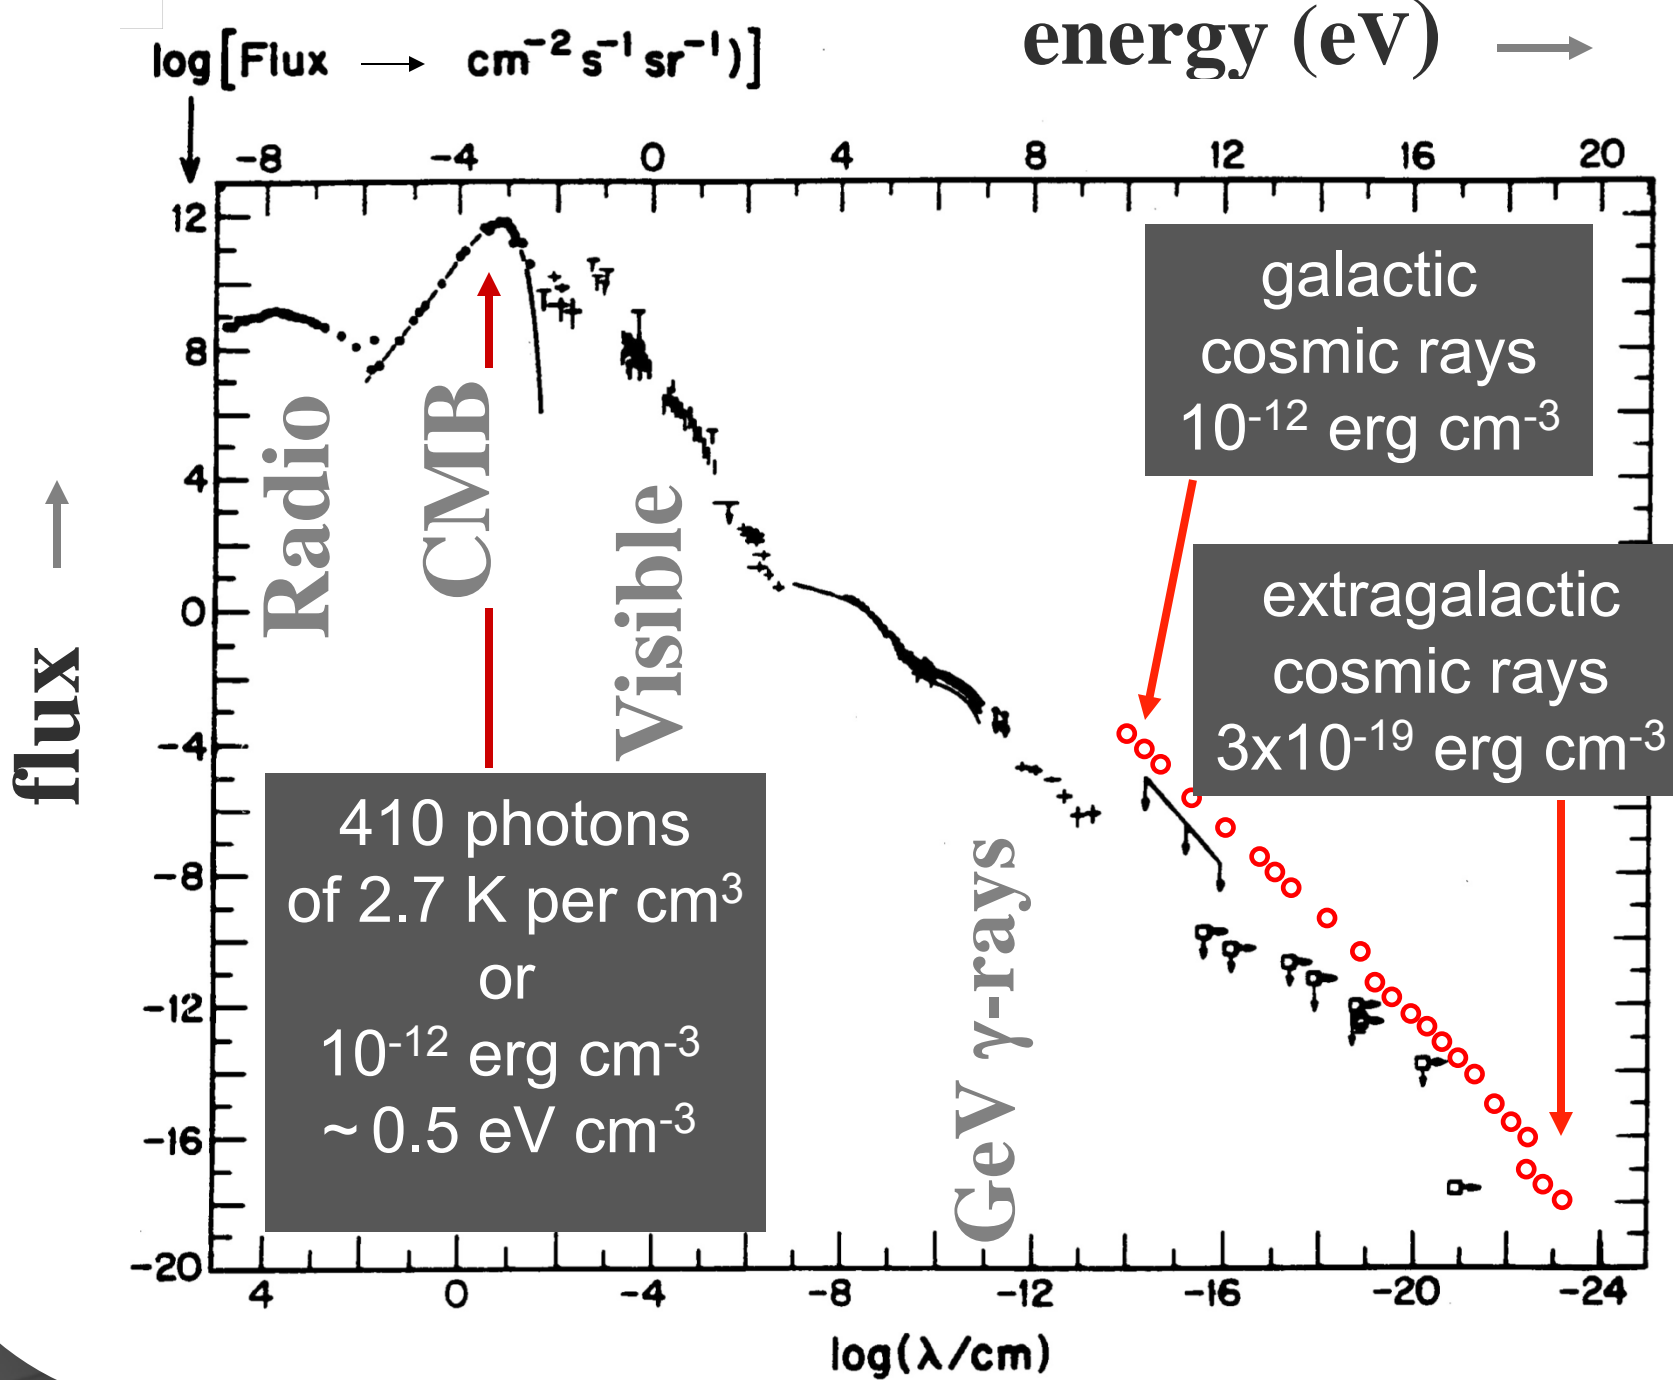 energy (eV)
log[Flux → cm⁻² s⁻¹ sr⁻¹)]
-8 -4 0 4 8 12 16 20
12
8
4
0
-4
-8
-12
-16
-20
flux
Radio
CMB
Visible
GeV γ-rays
galactic
cosmic rays
10⁻¹² erg cm⁻³
extragalactic
cosmic rays
3x10⁻¹⁹ erg cm⁻³
410 photons
of 2.7 K per cm³
or
10⁻¹² erg cm⁻³
~ 0.5 eV cm⁻³
4 0 -4 -8 -12 -16 -20 -24
log(λ/cm)